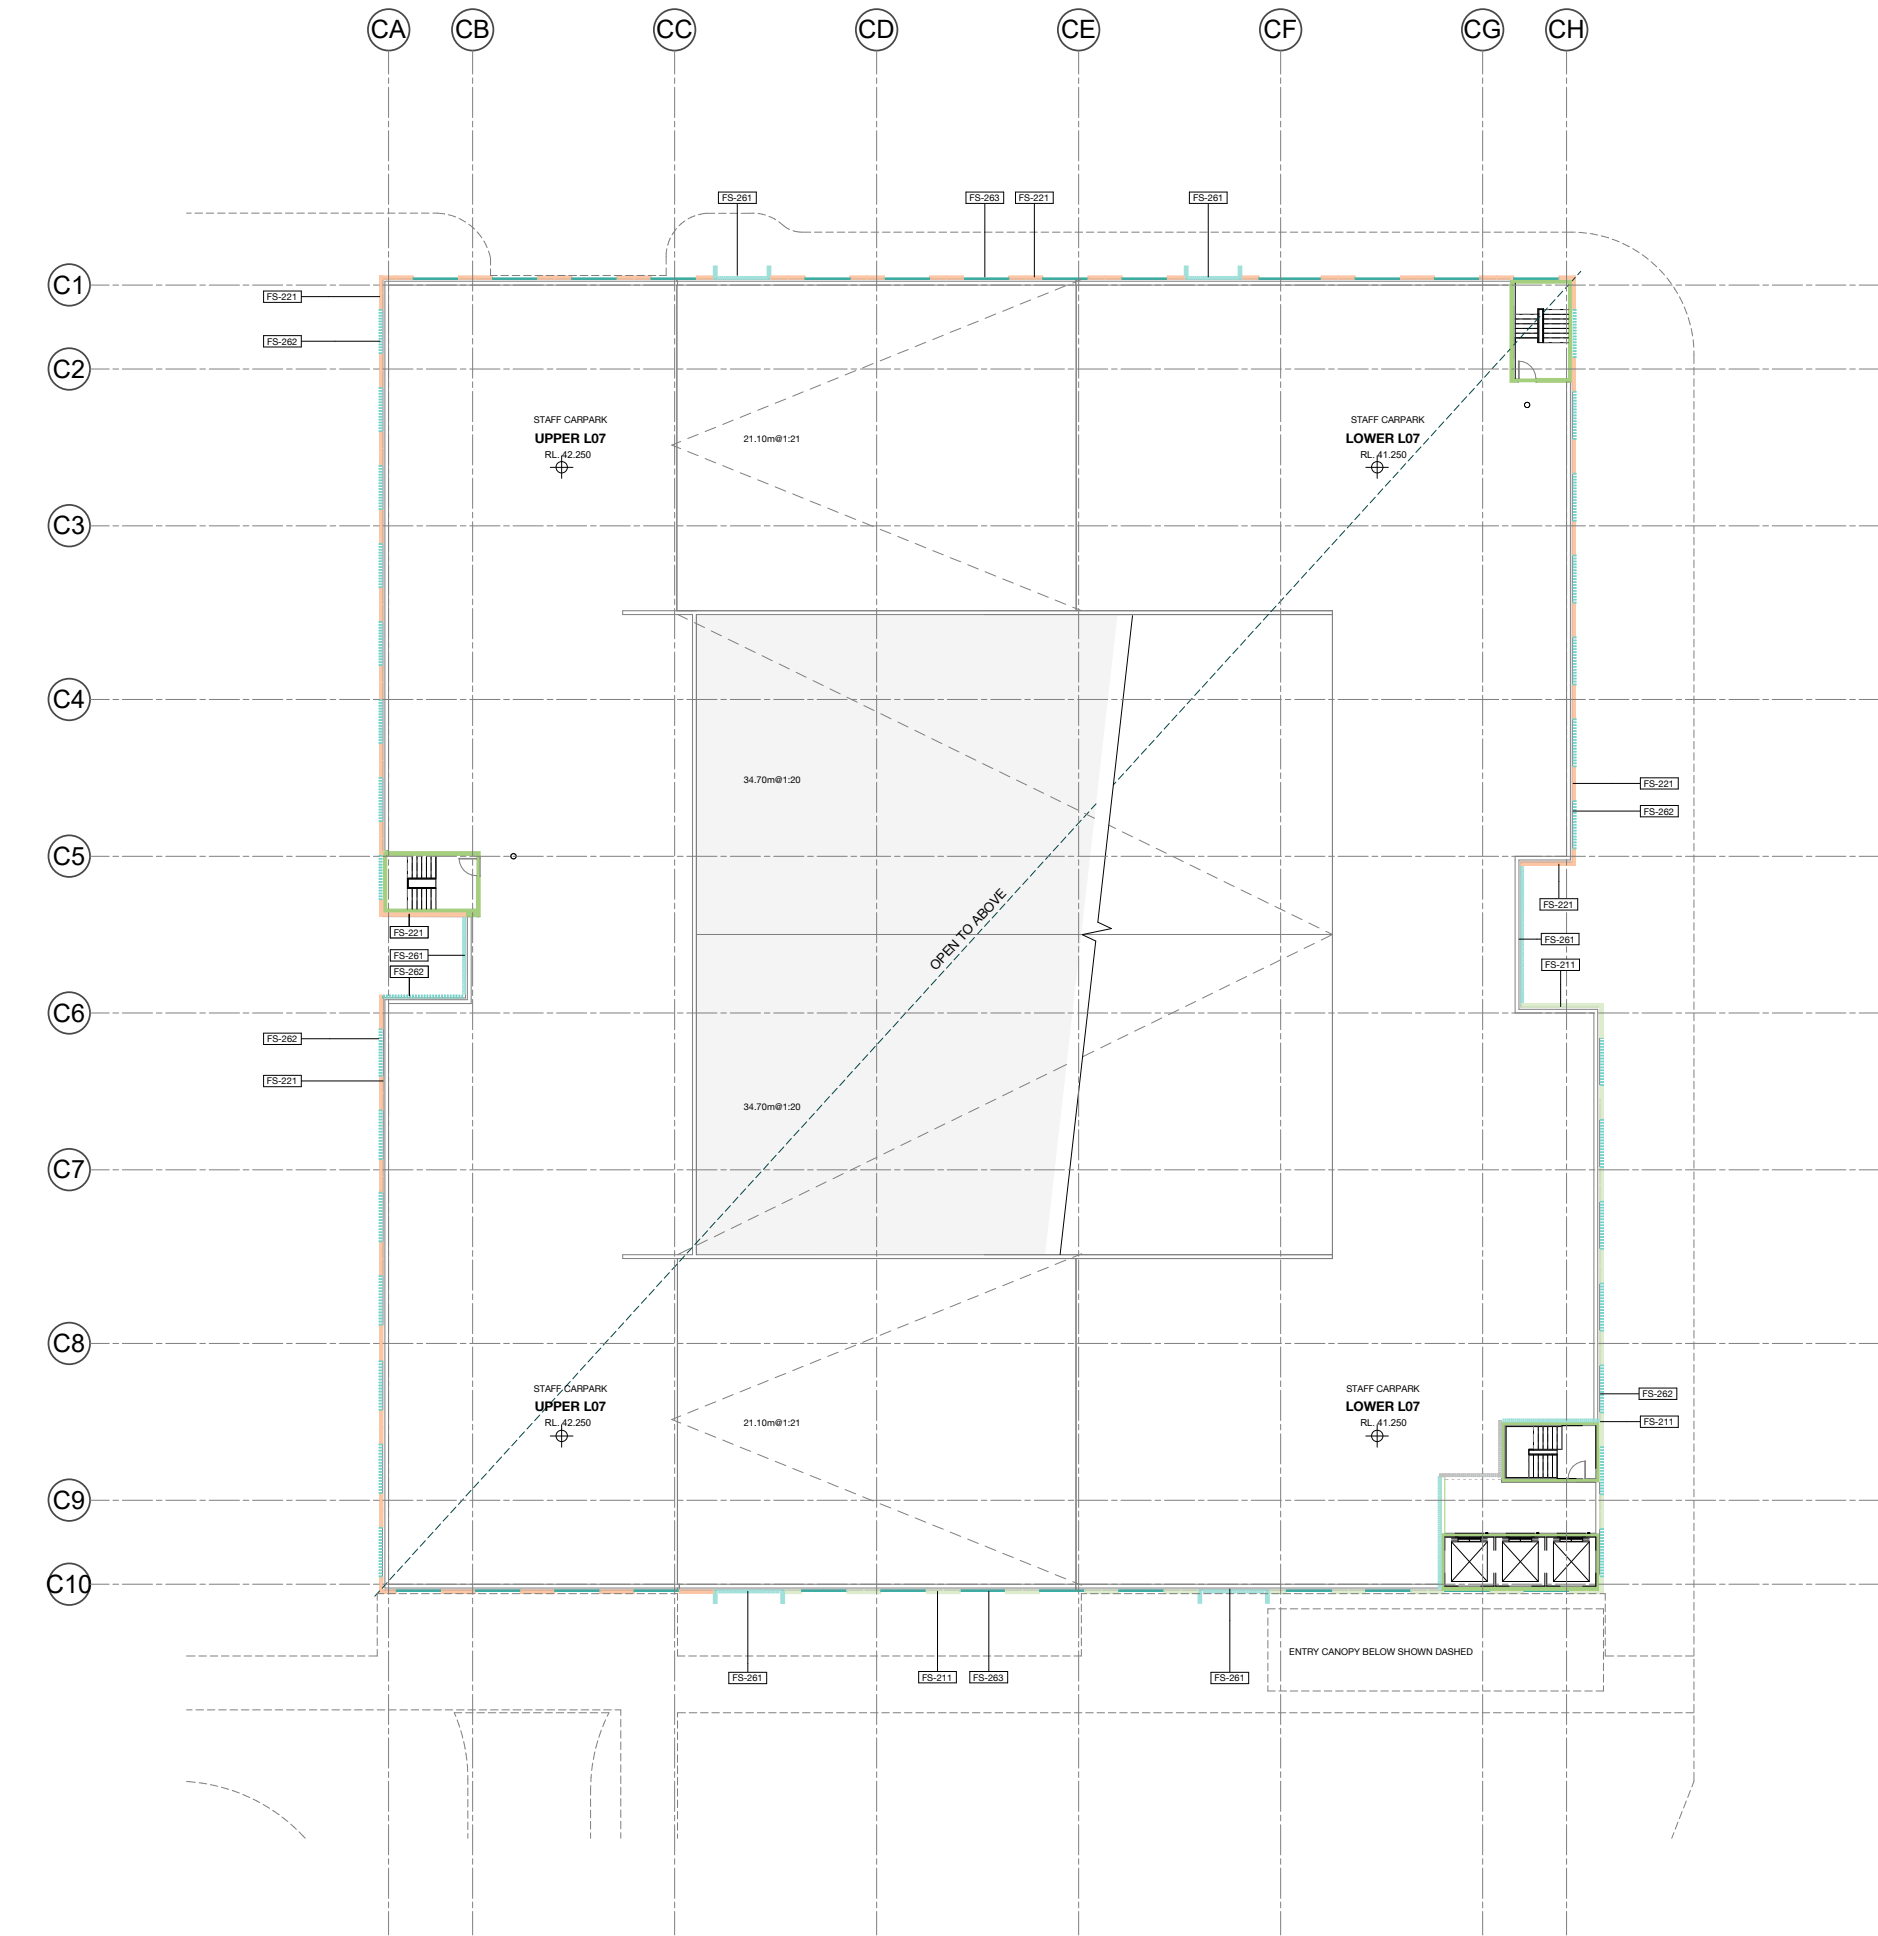 CA CB CC CD CE CF CG CH
FS-261 FS-263 FS-221 FS-261
C1
FS-221
FS-262
C2
STAFF CARPARK
UPPER L07
RL. 42.250
21.10m@1:21
STAFF CARPARK
LOWER L07
RL. 41.250
C3
C4
34.70m@1:20
FS-221
FS-262
C5
OPEN TO ABOVE
FS-221
FS-261
FS-262
FS-221
FS-261
FS-211
C6
FS-262
FS-221
34.70m@1:20
C7
C8
STAFF CARPARK
UPPER L07
RL. 42.250
21.10m@1:21
STAFF CARPARK
LOWER L07
RL. 41.250
FS-262
FS-211
C9
C10
ENTRY CANOPY BELOW SHOWN DASHED
FS-261 FS-211 FS-263 FS-261